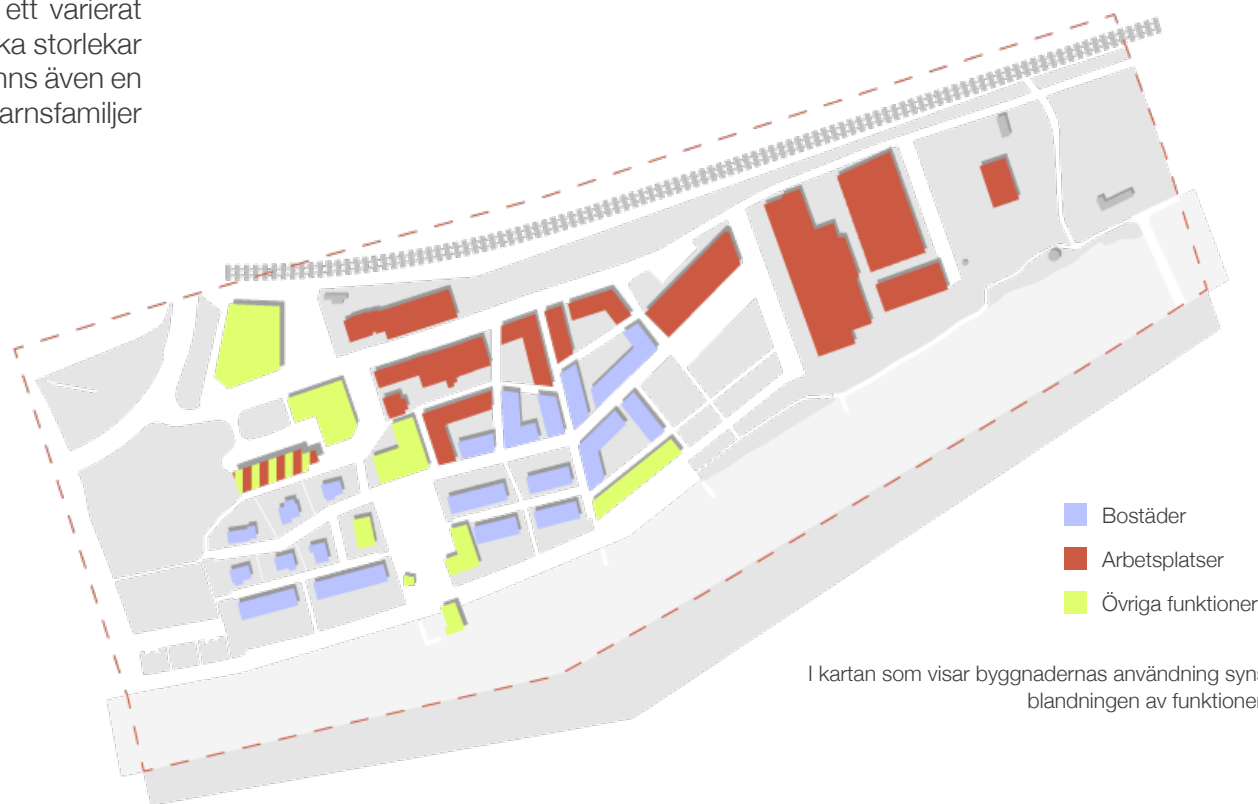 ett varierat
ka storlekar
nns även en
arnsfamiljer
Bostäder
Arbetsplatser
Övriga funktioner
I kartan som visar byggnadernas användning syns
blandningen av funktioner